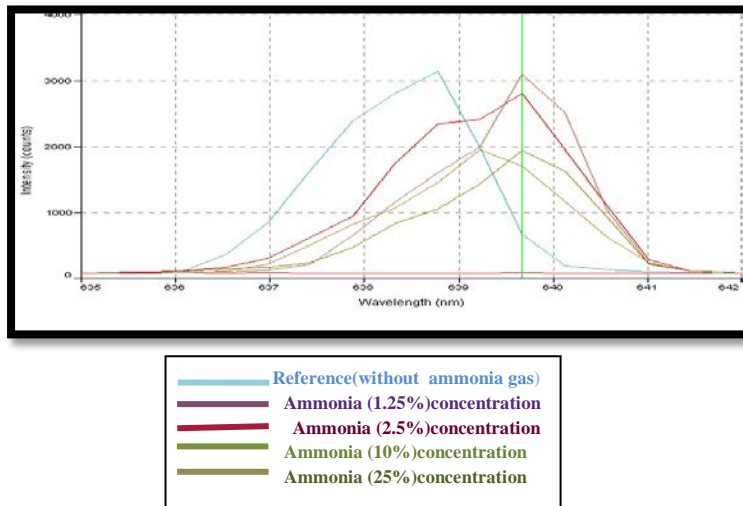 4000
3000
2000
1000
0
Intensity (counts)
635 636 637 638 639 640 641 642
Wavelength (nm)
Reference(without ammonia gas)
Ammonia (1.25%)concentration
Ammonia (2.5%)concentration
Ammonia (10%)concentration
Ammonia (25%)concentration